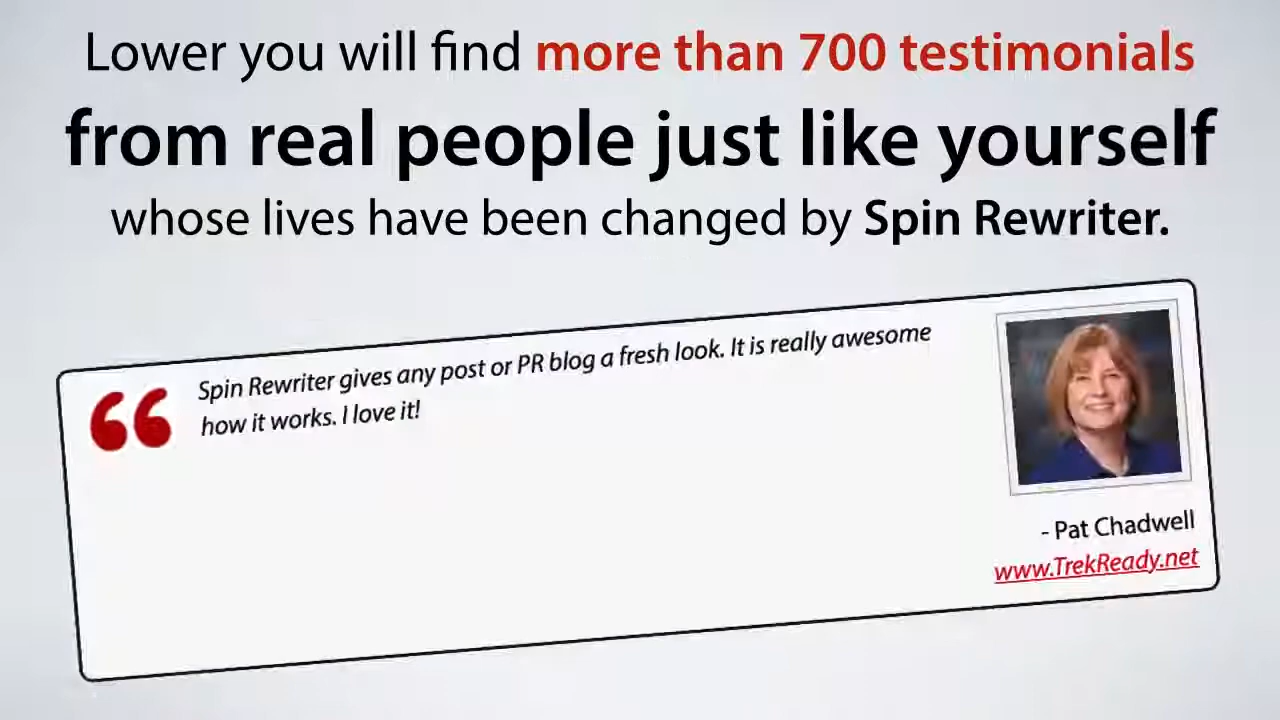 Lower you will find more than 700 testimonials
from real people just like yourself
whose lives have been changed by Spin Rewriter.
Spin Rewriter gives any post or PR blog a fresh look. It is really awesome
how it works. I love it!
- Pat Chadwell
www.TrekReady.net